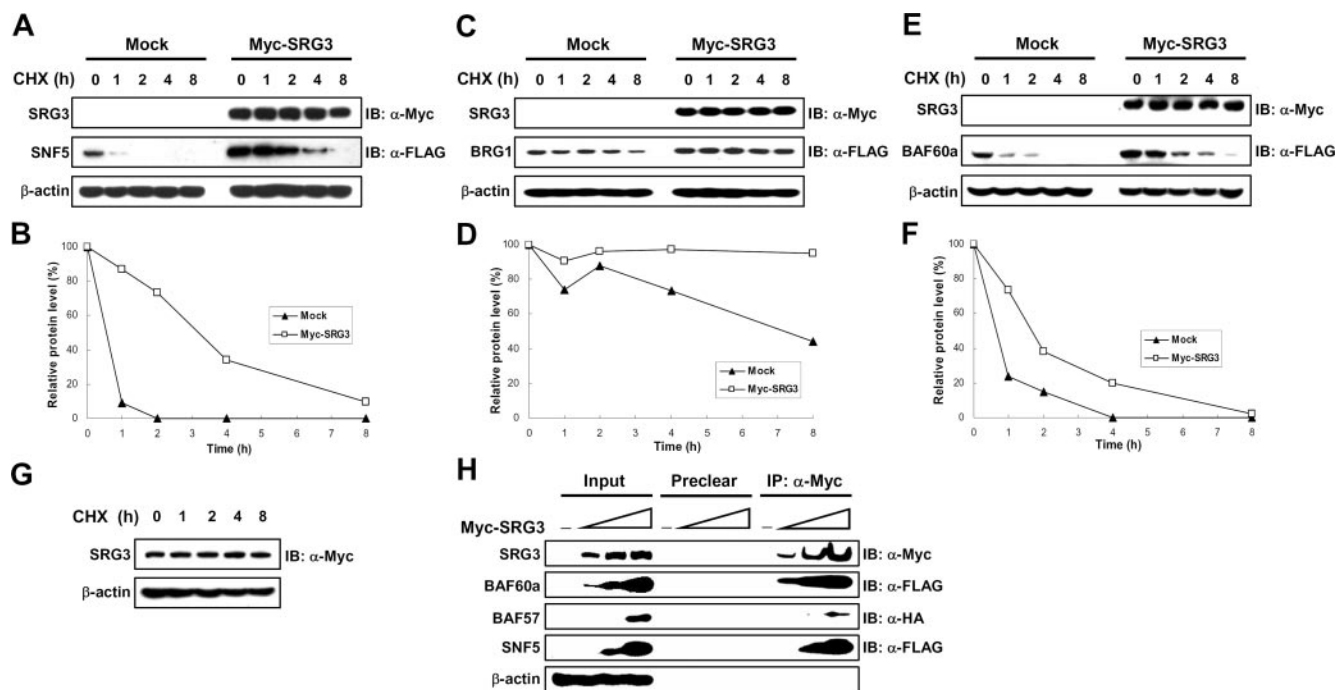 A
Mock Myc-SRG3
CHX (h) 0 1 2 4 8 0 1 2 4 8
SRG3 IB: α-Myc
SNF5 IB: α-FLAG
β-actin
C
Mock Myc-SRG3
CHX (h) 0 1 2 4 8 0 1 2 4 8
SRG3 IB: α-Myc
BRG1 IB: α-FLAG
β-actin
E
Mock Myc-SRG3
CHX (h) 0 1 2 4 8 0 1 2 4 8
SRG3 IB: α-Myc
BAF60a IB: α-FLAG
β-actin
B
Relative protein level (%)
100
80
60
40
20
0
Mock
Myc-SRG3
0 1 2 3 4 5 6 7 8
Time (h)
D
Relative protein level (%)
100
80
60
40
20
0
Mock
Myc-SRG3
0 1 2 3 4 5 6 7 8
Time (h)
F
Relative protein level (%)
100
80
60
40
20
0
Mock
Myc-SRG3
0 1 2 3 4 5 6 7 8
Time (h)
G
CHX (h) 0 1 2 4 8
SRG3 IB: α-Myc
β-actin
H
Input Preclear IP: α-Myc
Myc-SRG3 – – –
SRG3 IB: α-Myc
BAF60a IB: α-FLAG
BAF57 IB: α-HA
SNF5 IB: α-FLAG
β-actin